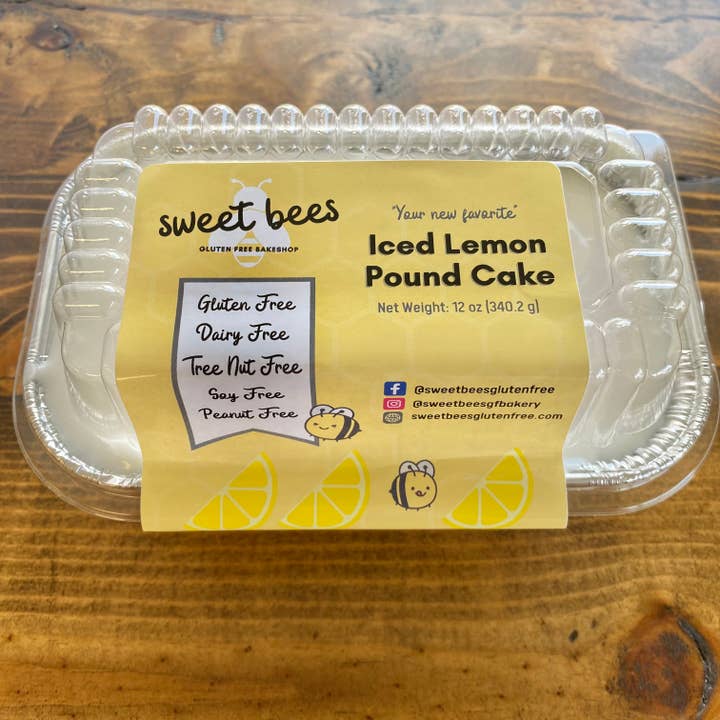 sweet bees
GLUTEN FREE BAKESHOP
Gluten Free
Dairy Free
Tree Nut Free
Soy Free
Peanut Free
"Your new favorite"
Iced Lemon
Pound Cake
Net Weight: 12 oz (340.2 g)
@sweetbeesglutenfree
@sweetbeesgfbakery
sweetbeesglutenfree.com